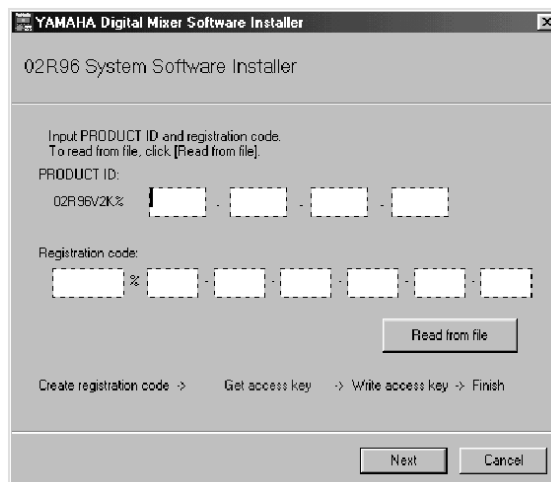 YAMAHA Digital Mixer Software Installer
02R96 System Software Installer
Input PRODUCT ID and registration code.
To read from file, click [Read from file].
PRODUCT ID:
02R96V2K% - - -
Registration code:
% - - - - -
Read from file
Create registration code -> Get access key -> Write access key -> Finish
Next Cancel